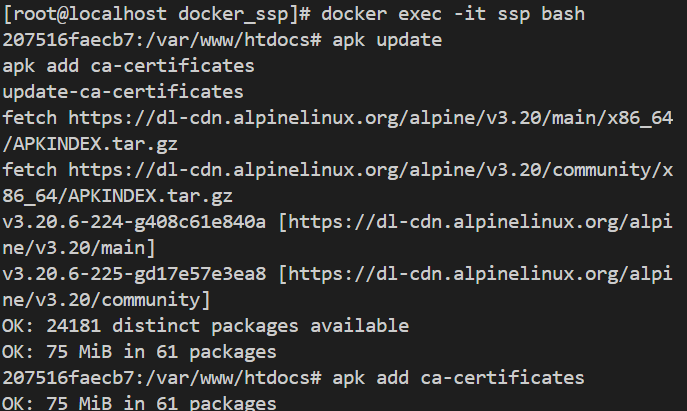 [root@localhost docker_ssp]# docker exec -it ssp bash
207516faecb7:/var/www/htdocs# apk update
apk add ca-certificates
update-ca-certificates
fetch https://dl-cdn.alpinelinux.org/alpine/v3.20/main/x86_64
/APKINDEX.tar.gz
fetch https://dl-cdn.alpinelinux.org/alpine/v3.20/community/x
86_64/APKINDEX.tar.gz
v3.20.6-224-g408c61e840a [https://dl-cdn.alpinelinux.org/alpi
ne/v3.20/main]
v3.20.6-225-gd17e57e3ea8 [https://dl-cdn.alpinelinux.org/alpi
ne/v3.20/community]
OK: 24181 distinct packages available
OK: 75 MiB in 61 packages
207516faecb7:/var/www/htdocs# apk add ca-certificates
OK: 75 MiB in 61 packages